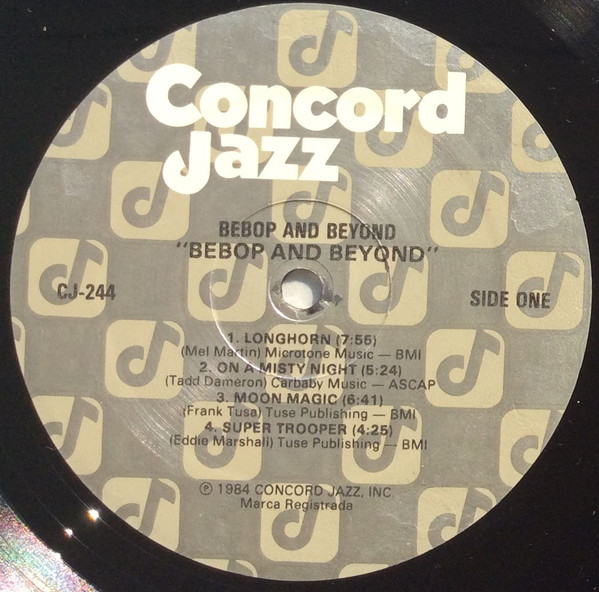 Concord
Jazz
BEBOP AND BEYOND
"BEBOP AND BEYOND"
CJ-244
SIDE ONE
1. LONGHORN (7:55)
(Mel Martin) Microtone Music — BMI
2. ON A MISTY NIGHT (5:24)
(Tadd Dameron) Carbaby Music — ASCAP
3. MOON MAGIC (6:41)
(Frank Tusa) Tuse Publishing — BMI
4. SUPER TROOPER (4:25)
(Eddie Marshall) Tuse Publishing — BMI
℗ 1984 CONCORD JAZZ, INC.
Marca Registrada